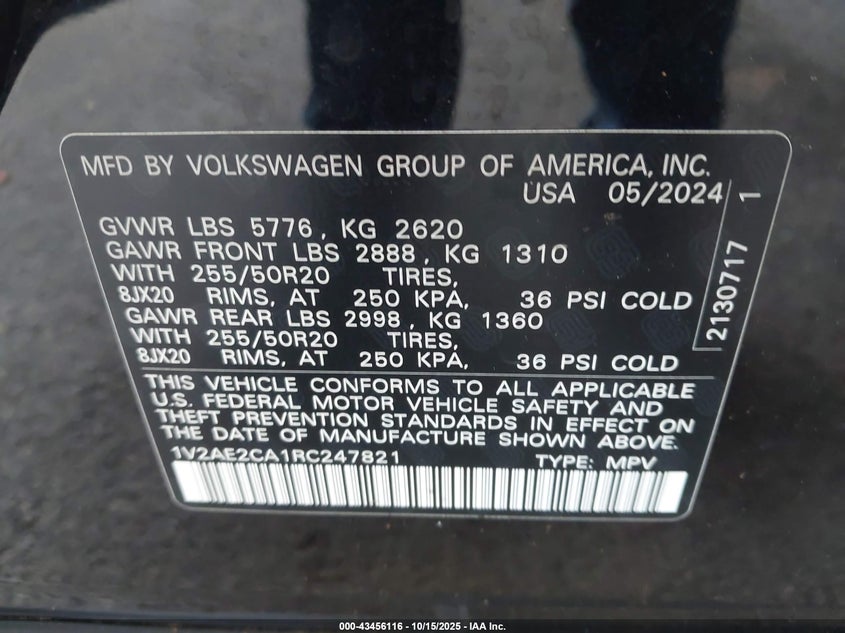 MFD BY VOLKSWAGEN GROUP OF AMERICA, INC.
USA 05/2024
GVWR LBS 5776, KG 2620
GAWR FRONT LBS 2888, KG 1310
WITH 255/50R20 TIRES,
8JX20 RIMS, AT 250 KPA, 36 PSI COLD
GAWR REAR LBS 2998, KG 1360
WITH 255/50R20 TIRES,
8JX20 RIMS, AT 250 KPA, 36 PSI COLD
2130717 1
THIS VEHICLE CONFORMS TO ALL APPLICABLE
U.S. FEDERAL MOTOR VEHICLE SAFETY AND
THEFT PREVENTION STANDARDS IN EFFECT ON
THE DATE OF MANUFACTURE SHOWN ABOVE.
1V2AE2CA1RC247821 TYPE: MPV
000-43456116 - 10/15/2025 - IAA Inc.